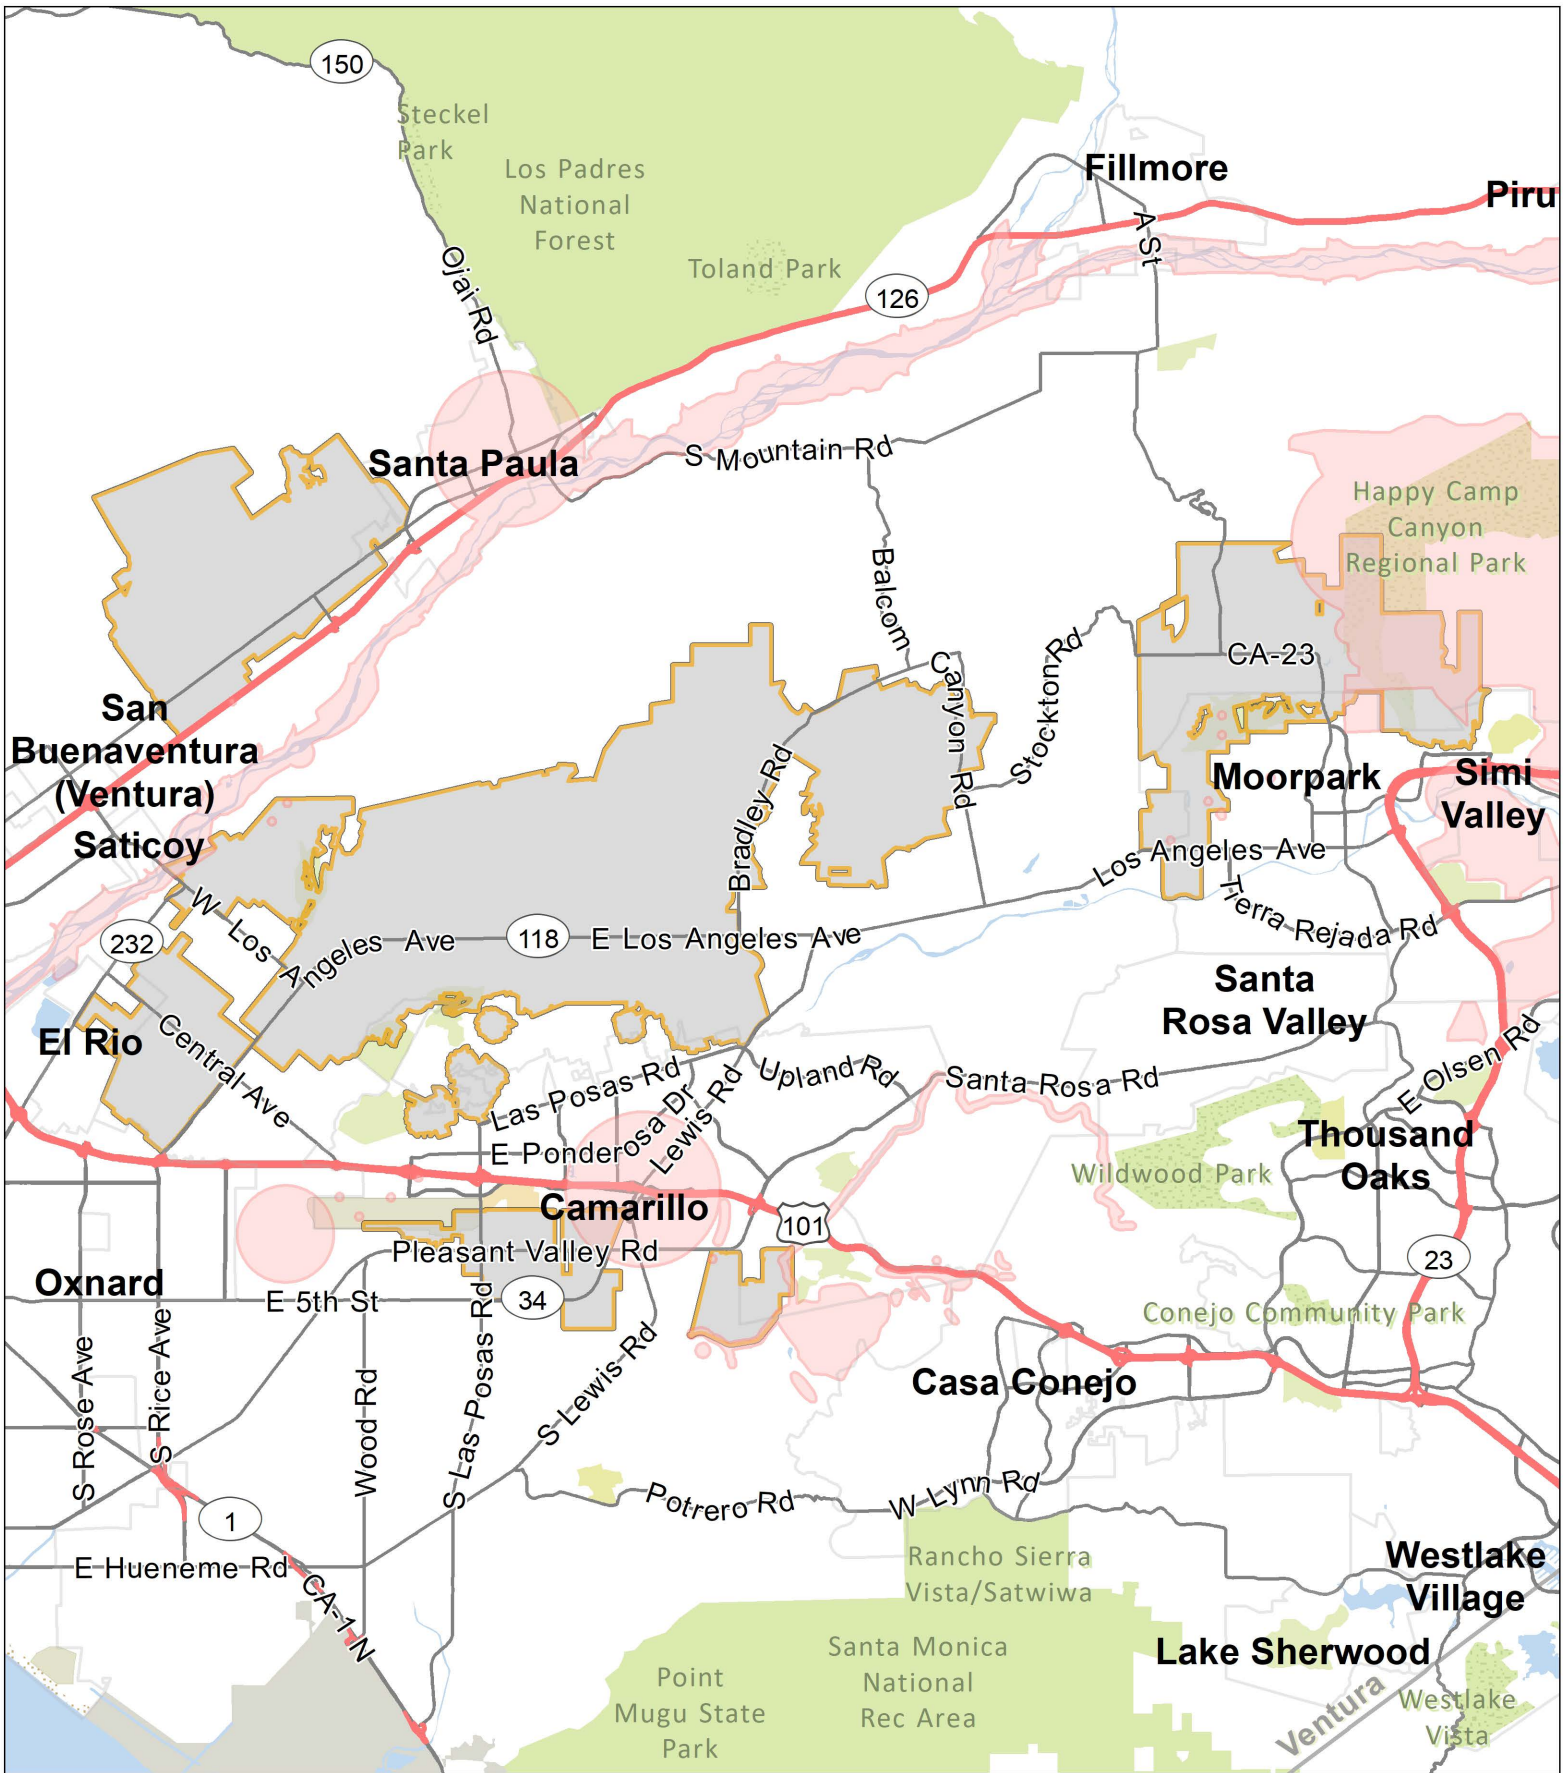 150
Steckel
Park
Los Padres
National
Forest
Fillmore
Piru
A St
Ojai Rd
Toland Park
126
Santa Paula
S Mountain Rd
Happy Camp
Canyon
Regional Park
Balcom
Canyon Rd
Stockton Rd
CA-23
San
Buenaventura
(Ventura)
Saticoy
Bradley Rd
Moorpark
Simi
Valley
Los Angeles Ave
Tierra Rejada Rd
W Los Angeles Ave
232
118
E Los Angeles Ave
Santa
Rosa Valley
El Rio
Central Ave
Las Posas Rd
Upland Rd
Santa Rosa Rd
E Olsen Rd
E Ponderosa Dr
Lewis Rd
Thousand
Oaks
Wildwood Park
Camarillo
101
Pleasant Valley Rd
23
Oxnard
E 5th St
34
Conejo Community Park
S Rose Ave
S Rice Ave
Wood Rd
S Las Posas Rd
S Lewis Rd
Casa Conejo
Potrero Rd
W Lynn Rd
1
E Hueneme Rd
CA-1 N
Rancho Sierra
Vista/Satwiwa
Westlake
Village
Santa Monica
National
Rec Area
Lake Sherwood
Point
Mugu State
Park
Ventura
Westlake
Vista